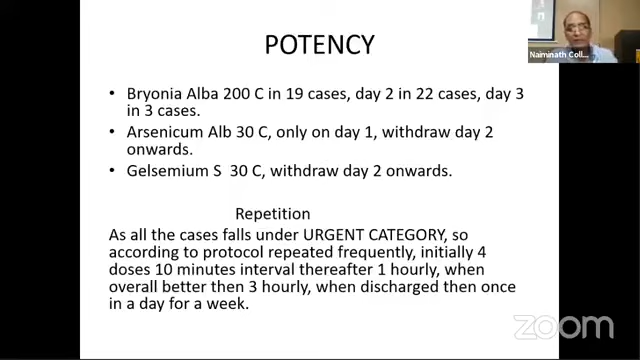 POTENCY
Naiminath Coll...
• Bryonia Alba 200 C in 19 cases, day 2 in 22 cases, day 3
in 3 cases.
• Arsenicum Alb 30 C, only on day 1, withdraw day 2
onwards.
• Gelsemium S 30 C, withdraw day 2 onwards.
Repetition
As all the cases falls under URGENT CATEGORY, so
according to protocol repeated frequently, initially 4
doses 10 minutes interval thereafter 1 hourly, when
overall better then 3 hourly, when discharged then once
in a day for a week.
zoom